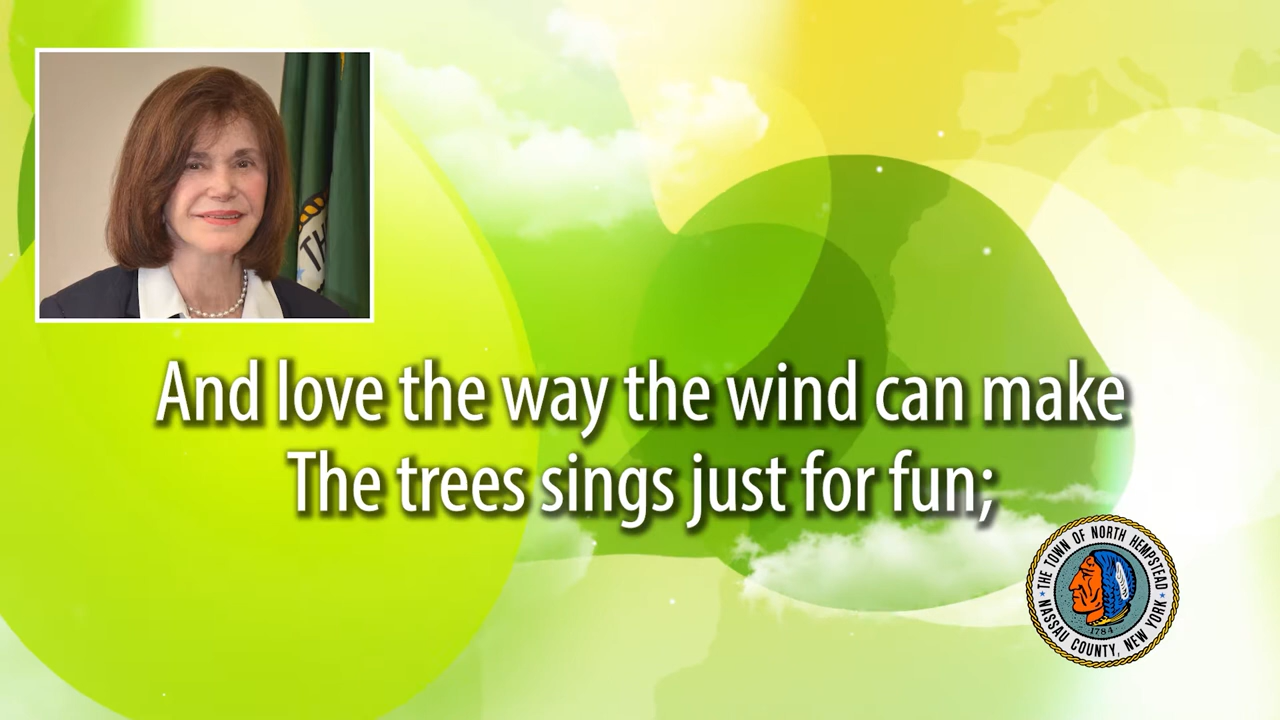 TH
And love the way the wind can make
The trees sings just for fun;
THE TOWN OF NORTH HEMPSTEAD
1784
NASSAU COUNTY, NEW YORK